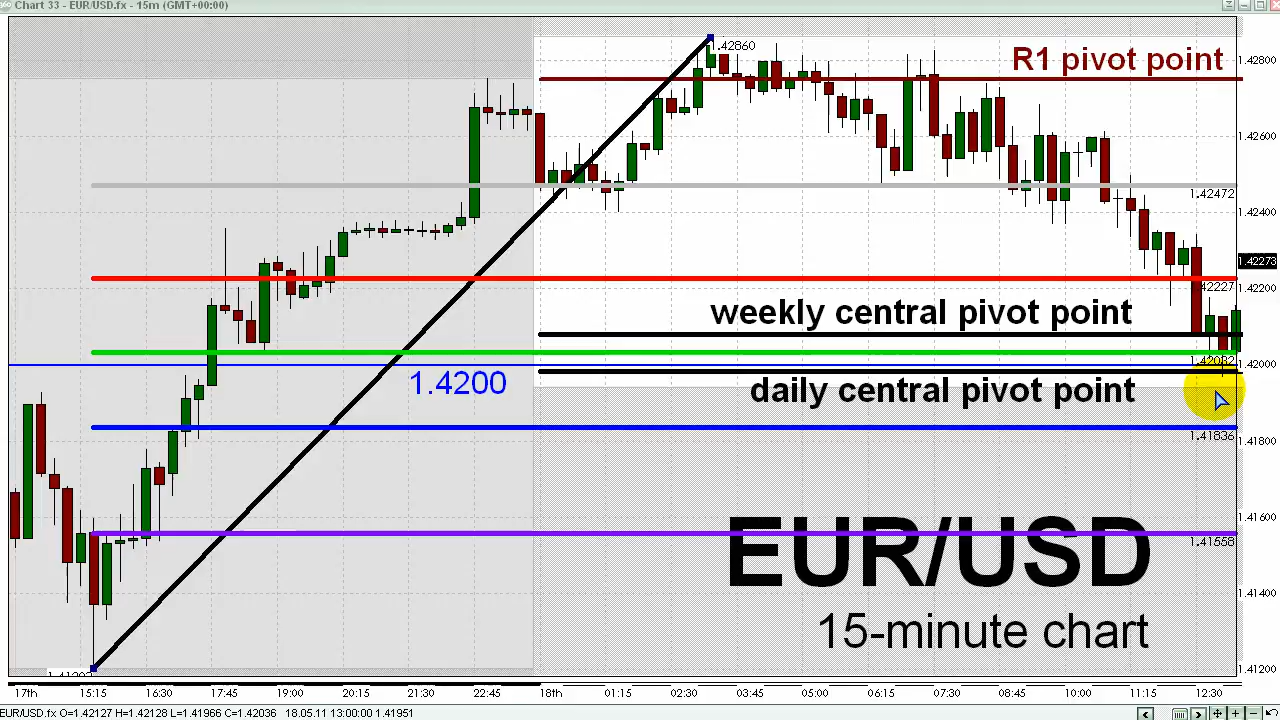 Chart 33 - EUR/USD.fx - 15m (GMT+00:00)
1.42860
R1 pivot point
1.42800
1.42600
1.42472
1.42400
1.42273
1.42227
1.42200
weekly central pivot point
1.42032
1.42000
1.4200
daily central pivot point
1.41836
1.41800
1.41600
EUR/USD
1.41558
1.41400
15-minute chart
1.41200
17th 15:15 16:30 17:45 19:00 20:15 21:30 22:45 18th 01:15 02:30 03:45 05:00 06:15 07:30 08:45 10:00 11:15 12:30
EUR/USD.fx O=1.42127 H=1.42128 L=1.41966 C=1.42036 18.05.11 13:00:00 1.41951